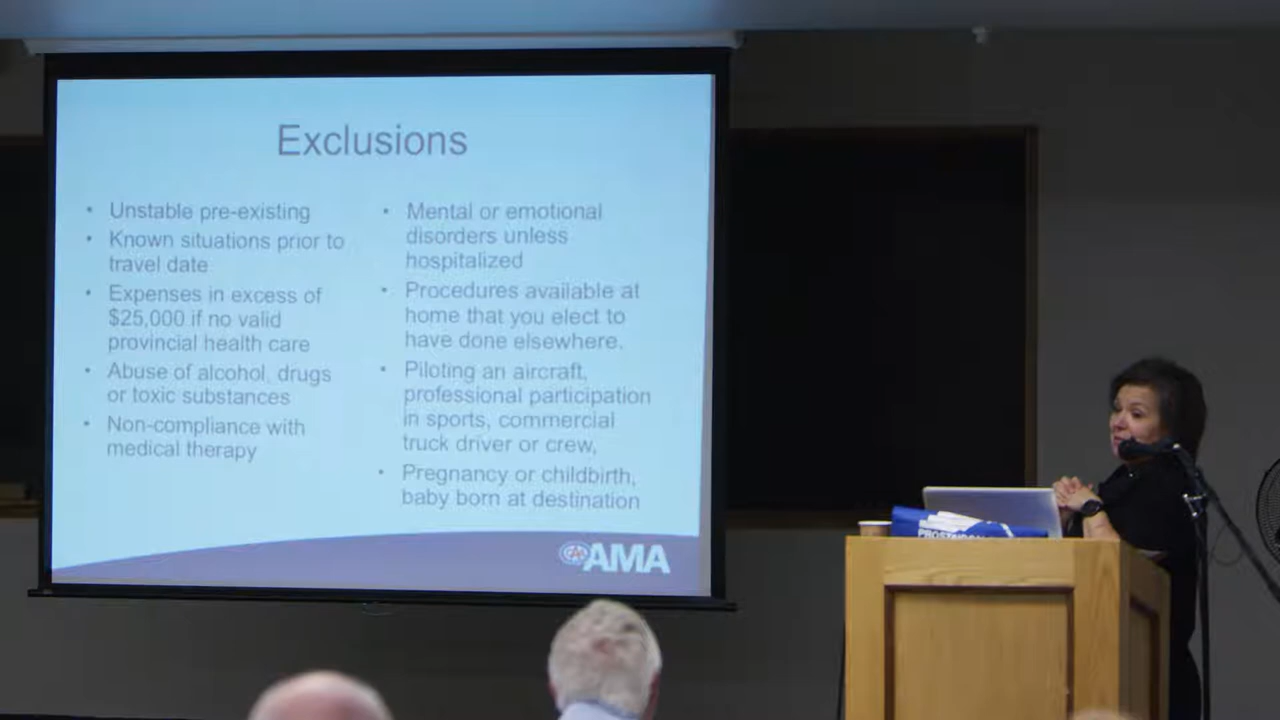 Exclusions
• Unstable pre-existing
• Known situations prior to
travel date
• Expenses in excess of
$25,000 if no valid
provincial health care
• Abuse of alcohol, drugs
or toxic substances
• Non-compliance with
medical therapy
• Mental or emotional
disorders unless
hospitalized
• Procedures available at
home that you elect to
have done elsewhere.
• Piloting an aircraft,
professional participation
in sports, commercial
truck driver or crew,
• Pregnancy or childbirth,
baby born at destination
AMA